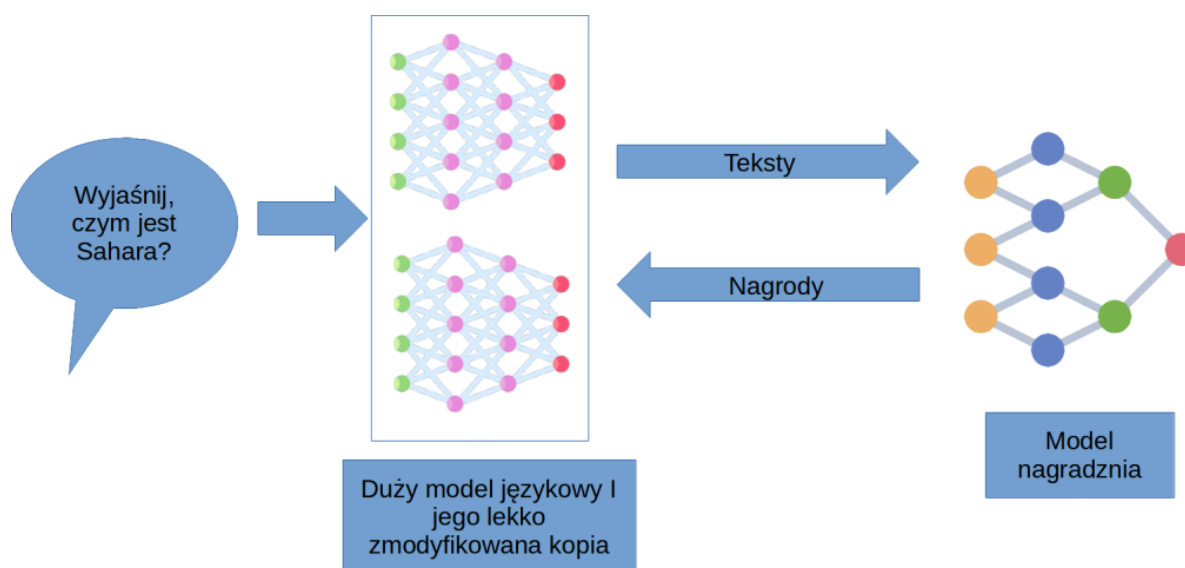 Wyjaśnij,
czym jest
Sahara?
Teksty
Nagrody
Duży model językowy I
jego lekko
zmodyfikowana kopia
Model
nagradznia